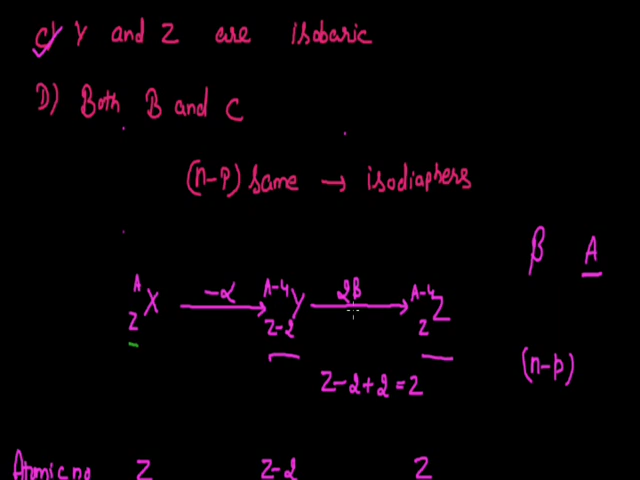 C) Y and Z are isobaric
D) Both B and C
(n-P) same → isodiaphers
β A
A X Z -α → A-4 Y Z-2 2β → A-4 Z Z
Z-2+2=Z (n-p)
Atomic no Z Z-2 Z